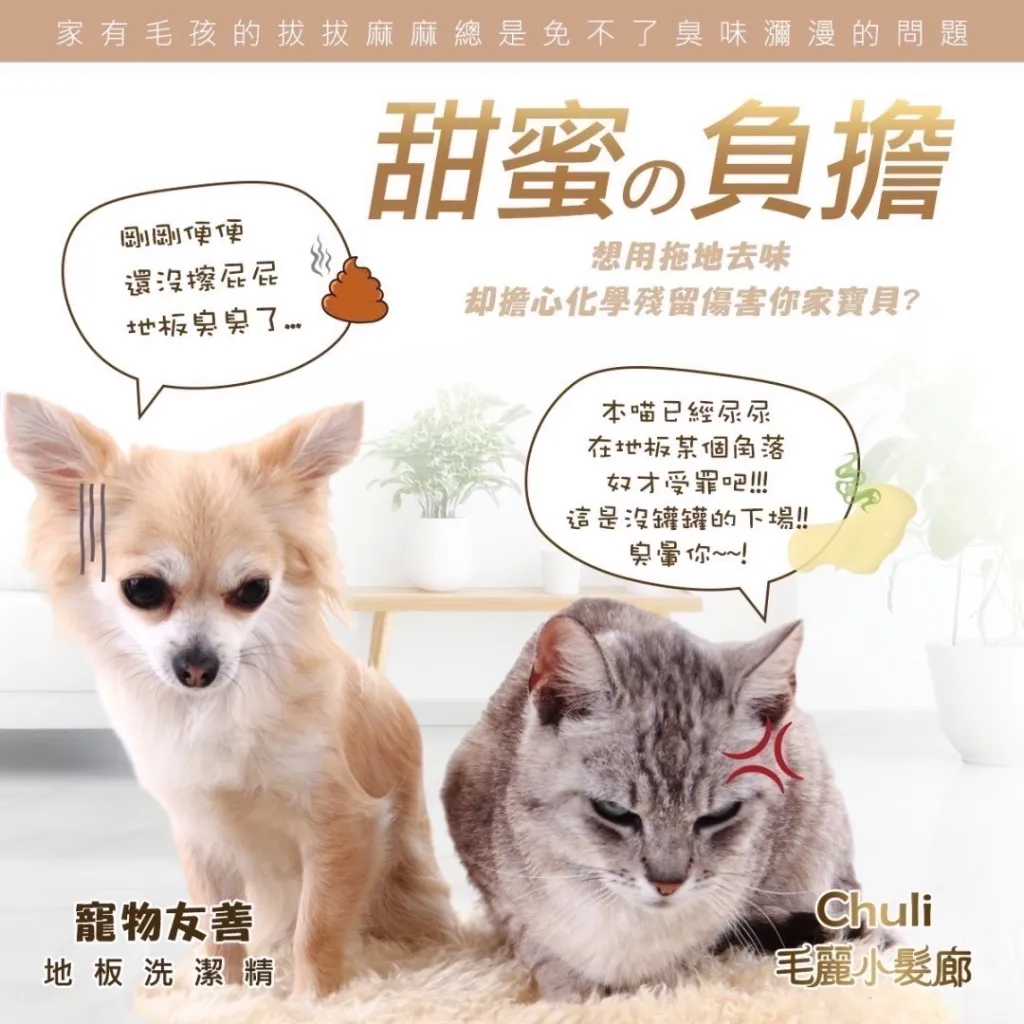 家有毛孩的拔拔麻麻總是免不了臭味瀰漫的問題
甜蜜の負擔
想用拖地去味
却擔心化學殘留傷害你家寶貝?
剛剛便便
還沒擦屁屁
地板臭臭了...
本喵已經尿尿
在地板某個角落
奴才受罪吧!!!
這是沒罐罐的下場!!
臭暈你~~!
寵物友善
地板洗潔精
Chuli
毛麗小髮廊